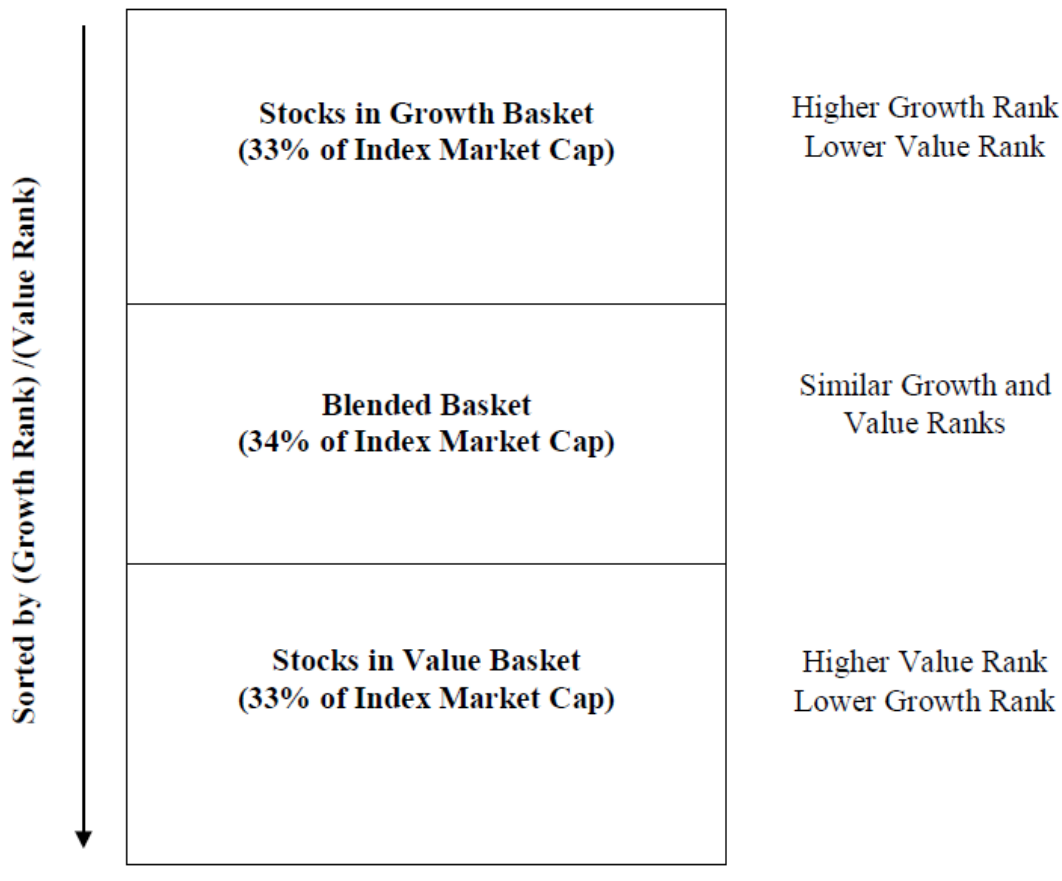 Sorted by (Growth Rank) /(Value Rank)
Stocks in Growth Basket
(33% of Index Market Cap)
Higher Growth Rank
Lower Value Rank
Blended Basket
(34% of Index Market Cap)
Similar Growth and
Value Ranks
Stocks in Value Basket
(33% of Index Market Cap)
Higher Value Rank
Lower Growth Rank